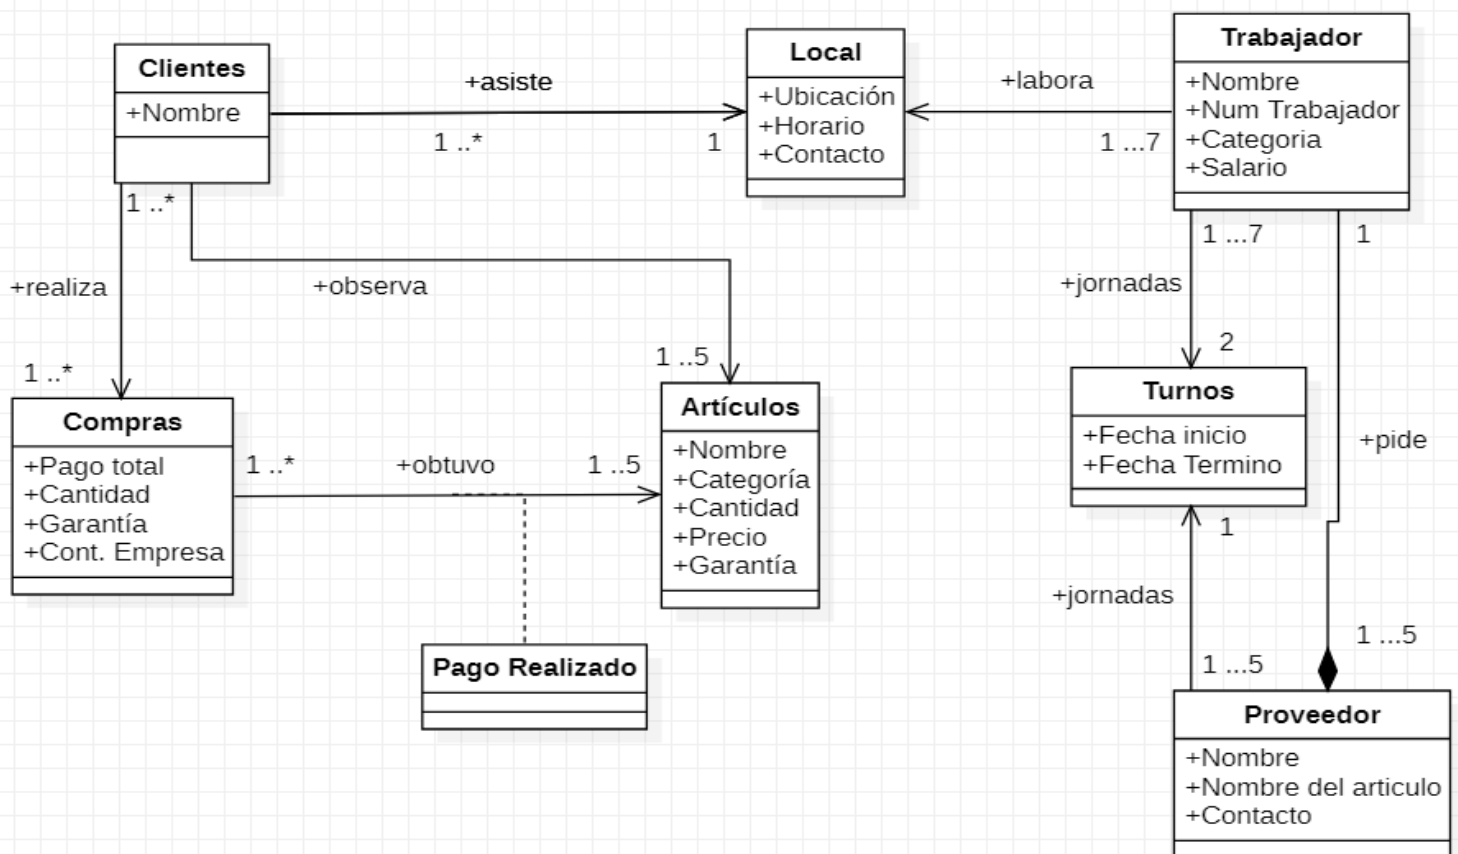 Clientes
+Nombre
+asiste
1 ..*
1
Local
+Ubicación
+Horario
+Contacto
+labora
1 ...7
Trabajador
+Nombre
+Num Trabajador
+Categoria
+Salario
1 ..*
+realiza
1 ..*
+observa
1 ..5
1 ...7
+jornadas
2
1
+pide
1 ...5
Compras
+Pago total
+Cantidad
+Garantía
+Cont. Empresa
1 ..*
+obtuvo
1 ..5
Artículos
+Nombre
+Categoría
+Cantidad
+Precio
+Garantía
Turnos
+Fecha inicio
+Fecha Termino
1
+jornadas
1 ...5
Pago Realizado
Proveedor
+Nombre
+Nombre del articulo
+Contacto